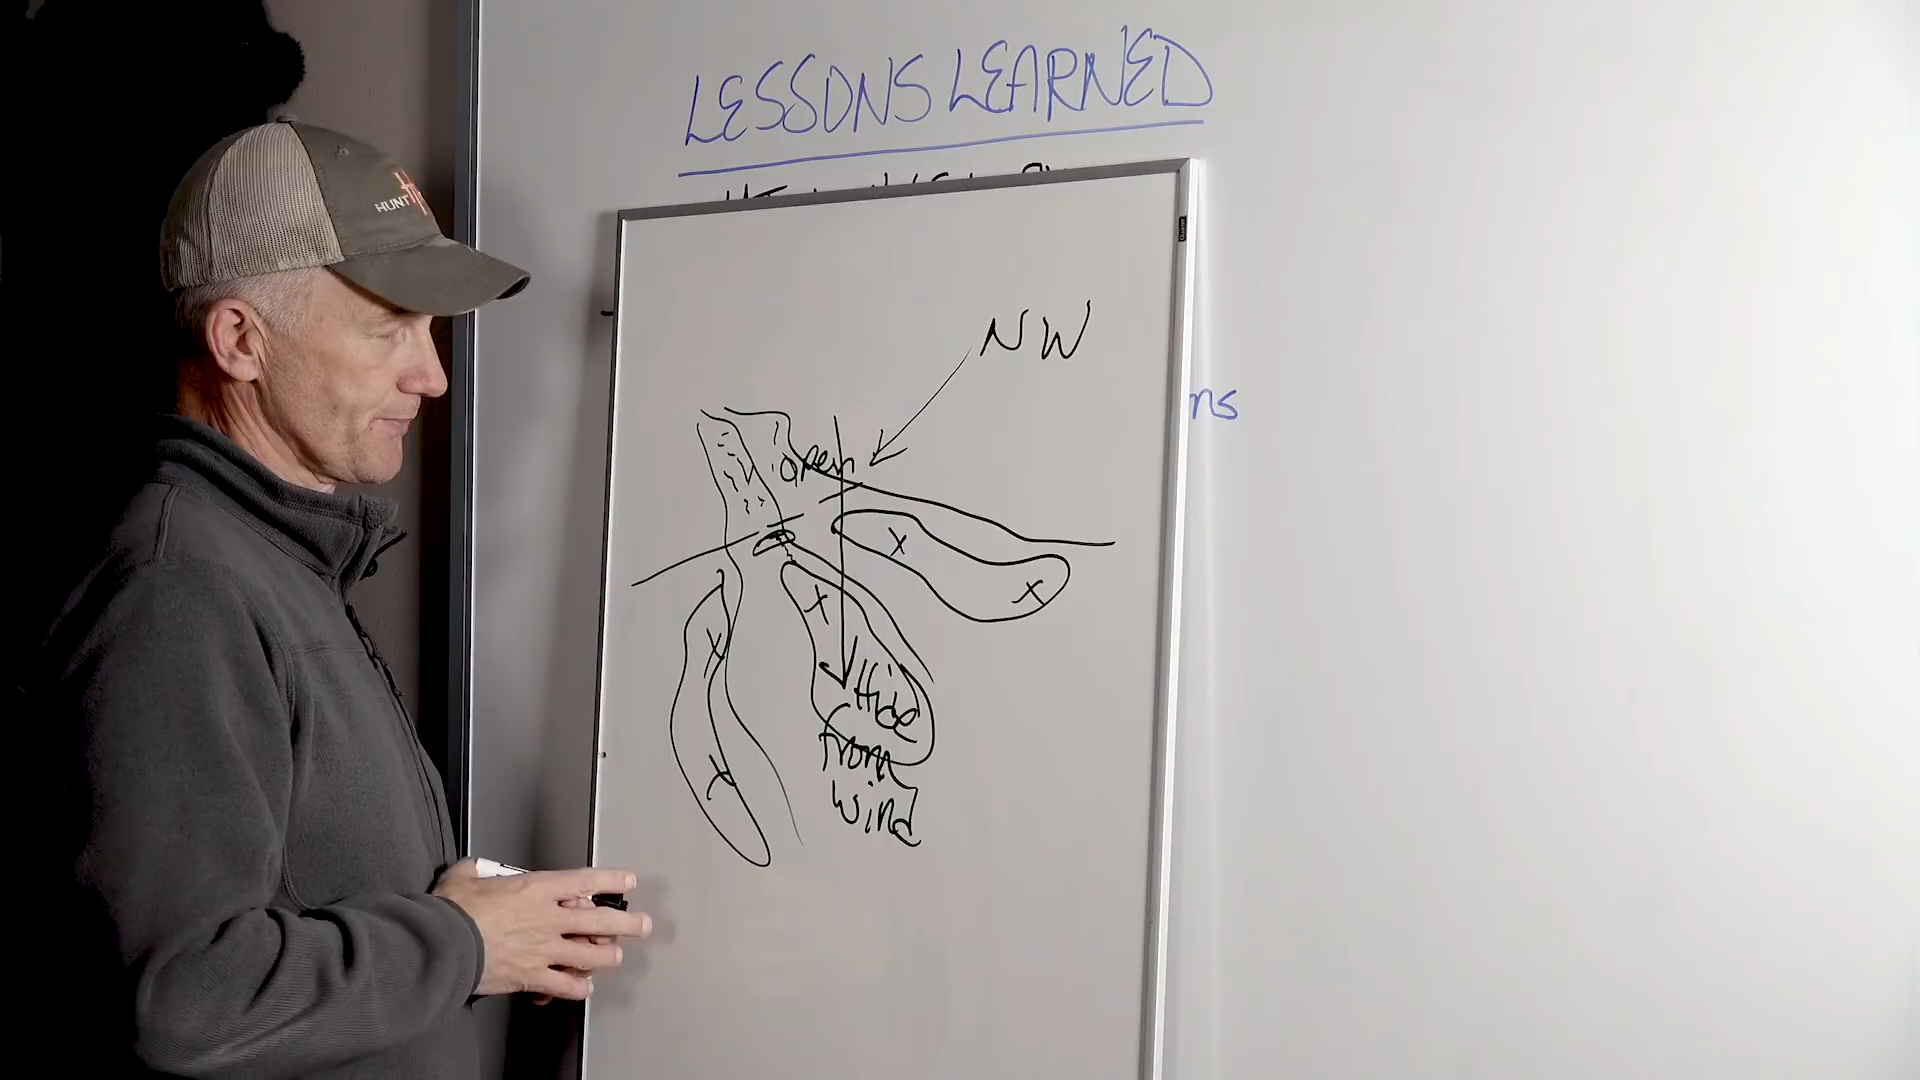 LESSONS LEARNED
HUNT
NW
ns
open
X
X
X
X
X
Hide
from
wind